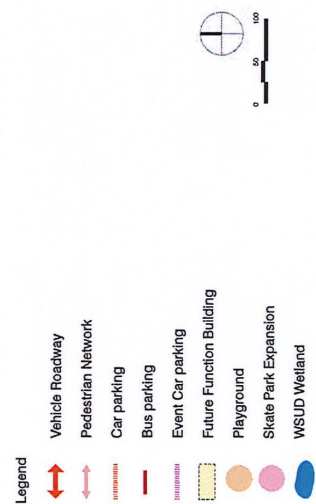 Legend
Vehicle Roadway
Pedestrian Network
Car parking
Bus parking
Event Car parking
Future Function Building
Playground
Skate Park Expansion
WSUD Wetland
0 50 100